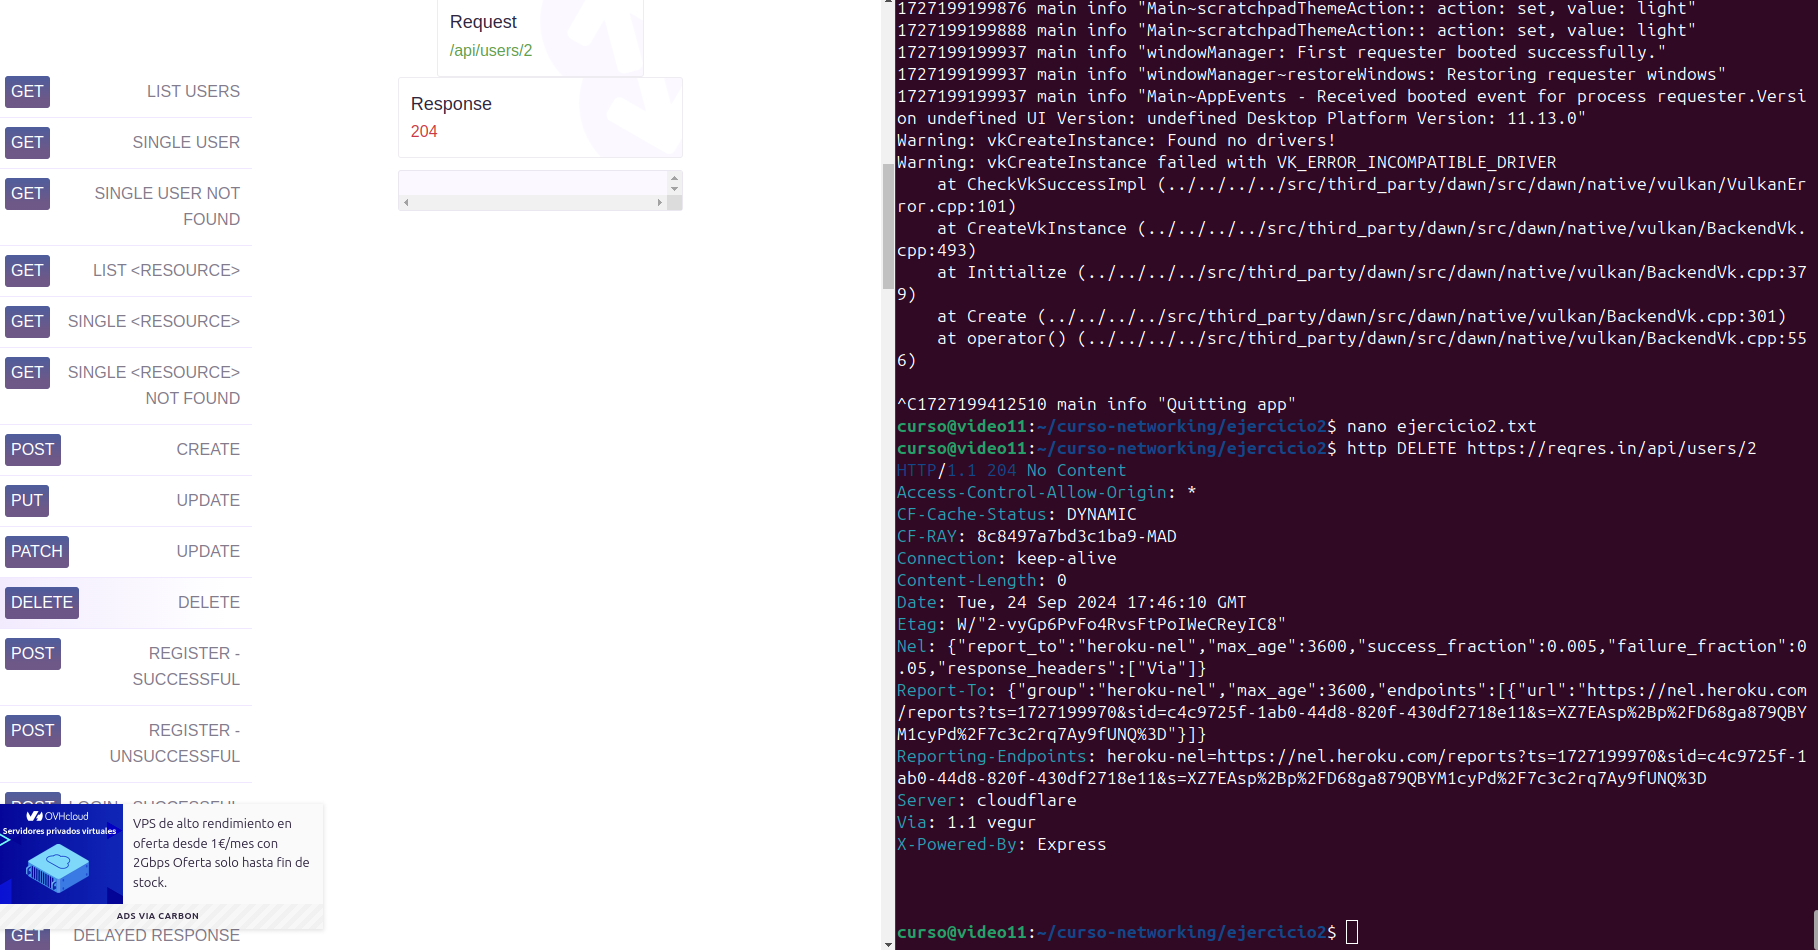 Request
/api/users/2
Response
204
GET LIST USERS
GET SINGLE USER
GET SINGLE USER NOT
FOUND
GET LIST <RESOURCE>
GET SINGLE <RESOURCE>
GET SINGLE <RESOURCE>
NOT FOUND
POST CREATE
PUT UPDATE
PATCH UPDATE
DELETE DELETE
POST REGISTER -
SUCCESSFUL
POST REGISTER -
UNSUCCESSFUL
POST LOGIN - SUCCESSFUL
OVHcloud
Servidores privados virtuales
VPS de alto rendimiento en
oferta desde 1€/mes con
2Gbps Oferta solo hasta fin de
stock.
ADS VIA CARBON
GET DELAYED RESPONSE
1727199199876 main info "Main~scratchpadThemeAction:: action: set, value: light"
1727199199888 main info "Main~scratchpadThemeAction:: action: set, value: light"
1727199199937 main info "windowManager: First requester booted successfully."
1727199199937 main info "windowManager~restoreWindows: Restoring requester windows"
1727199199937 main info "Main~AppEvents - Received booted event for process requester.Versi
on undefined UI Version: undefined Desktop Platform Version: 11.13.0"
Warning: vkCreateInstance: Found no drivers!
Warning: vkCreateInstance failed with VK_ERROR_INCOMPATIBLE_DRIVER
    at CheckVkSuccessImpl (../../../../src/third_party/dawn/src/dawn/native/vulkan/VulkanEr
ror.cpp:101)
    at CreateVkInstance (../../../../src/third_party/dawn/src/dawn/native/vulkan/BackendVk.
cpp:493)
    at Initialize (../../../../src/third_party/dawn/src/dawn/native/vulkan/BackendVk.cpp:37
9)
    at Create (../../../../src/third_party/dawn/src/dawn/native/vulkan/BackendVk.cpp:301)
    at operator() (../../../../src/third_party/dawn/src/dawn/native/vulkan/BackendVk.cpp:55
6)
^C1727199412510 main info "Quitting app"
curso@video11:~/curso-networking/ejercicio2$ nano ejercicio2.txt
curso@video11:~/curso-networking/ejercicio2$ http DELETE https://reqres.in/api/users/2
HTTP/1.1 204 No Content
Access-Control-Allow-Origin: *
CF-Cache-Status: DYNAMIC
CF-RAY: 8c8497a7bd3c1ba9-MAD
Connection: keep-alive
Content-Length: 0
Date: Tue, 24 Sep 2024 17:46:10 GMT
Etag: W/"2-vyGp6PvFo4RvsFtPoIWeCReyIC8"
Nel: {"report_to":"heroku-nel","max_age":3600,"success_fraction":0.005,"failure_fraction":0
.05,"response_headers":["Via"]}
Report-To: {"group":"heroku-nel","max_age":3600,"endpoints":[{"url":"https://nel.heroku.com
/reports?ts=1727199970&sid=c4c9725f-1ab0-44d8-820f-430df2718e11&s=XZ7EAsp%2Bp%2FD68ga879QBY
M1cyPd%2F7c3c2rq7Ay9fUNQ%3D"}]}
Reporting-Endpoints: heroku-nel=https://nel.heroku.com/reports?ts=1727199970&sid=c4c9725f-1
ab0-44d8-820f-430df2718e11&s=XZ7EAsp%2Bp%2FD68ga879QBYM1cyPd%2F7c3c2rq7Ay9fUNQ%3D
Server: cloudflare
Via: 1.1 vegur
X-Powered-By: Express
curso@video11:~/curso-networking/ejercicio2$